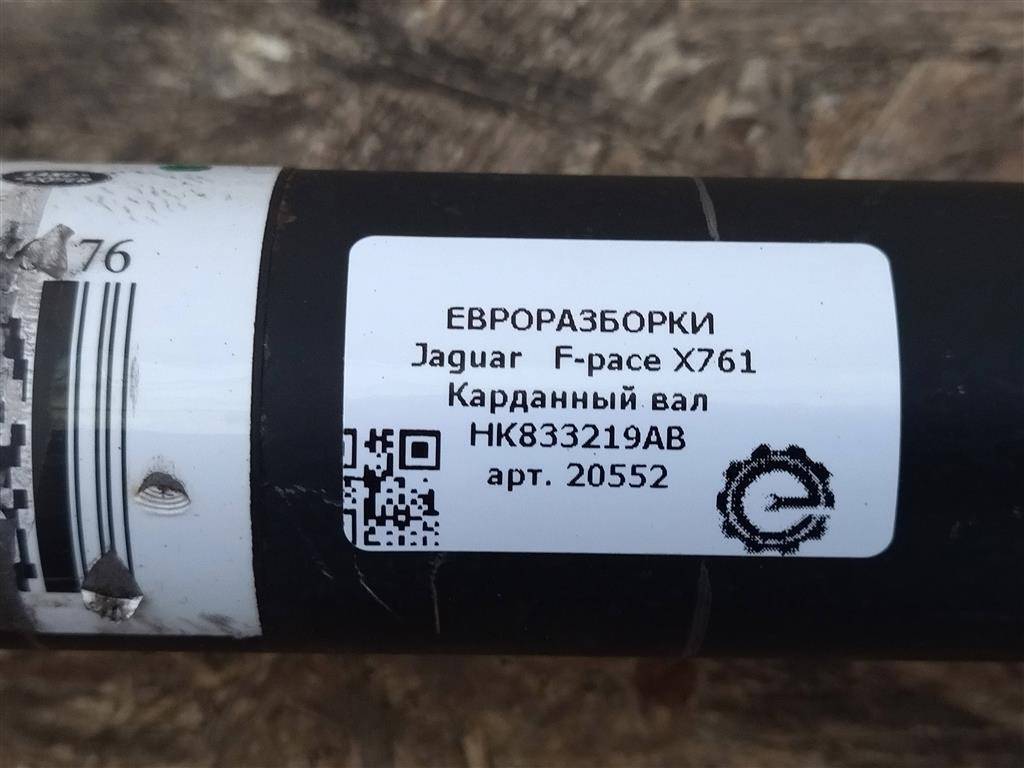 76
ЕВРОРАЗБОРКИ
Jaguar F-pace X761
Карданный вал
HK833219AB
арт. 20552